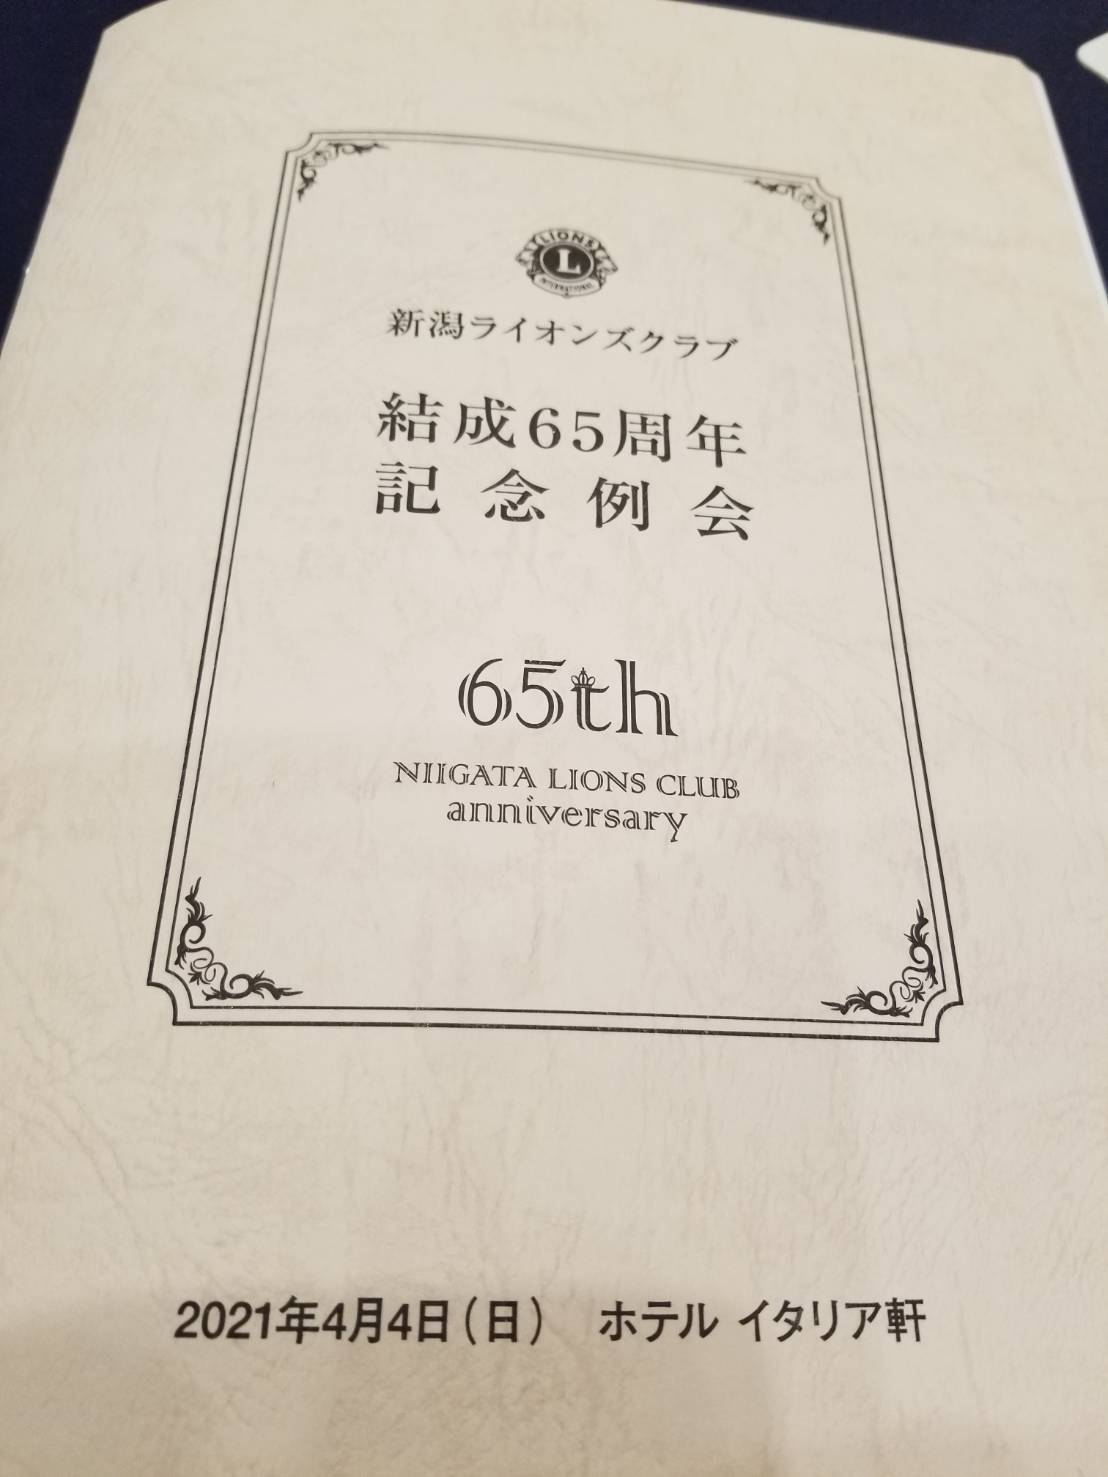 LIONS
L
INTERNATIONAL
新潟ライオンズクラブ
結成65周年
記念例会
65th
NIIGATA LIONS CLUB
anniversary
2021年4月4日(日) ホテル イタリア軒